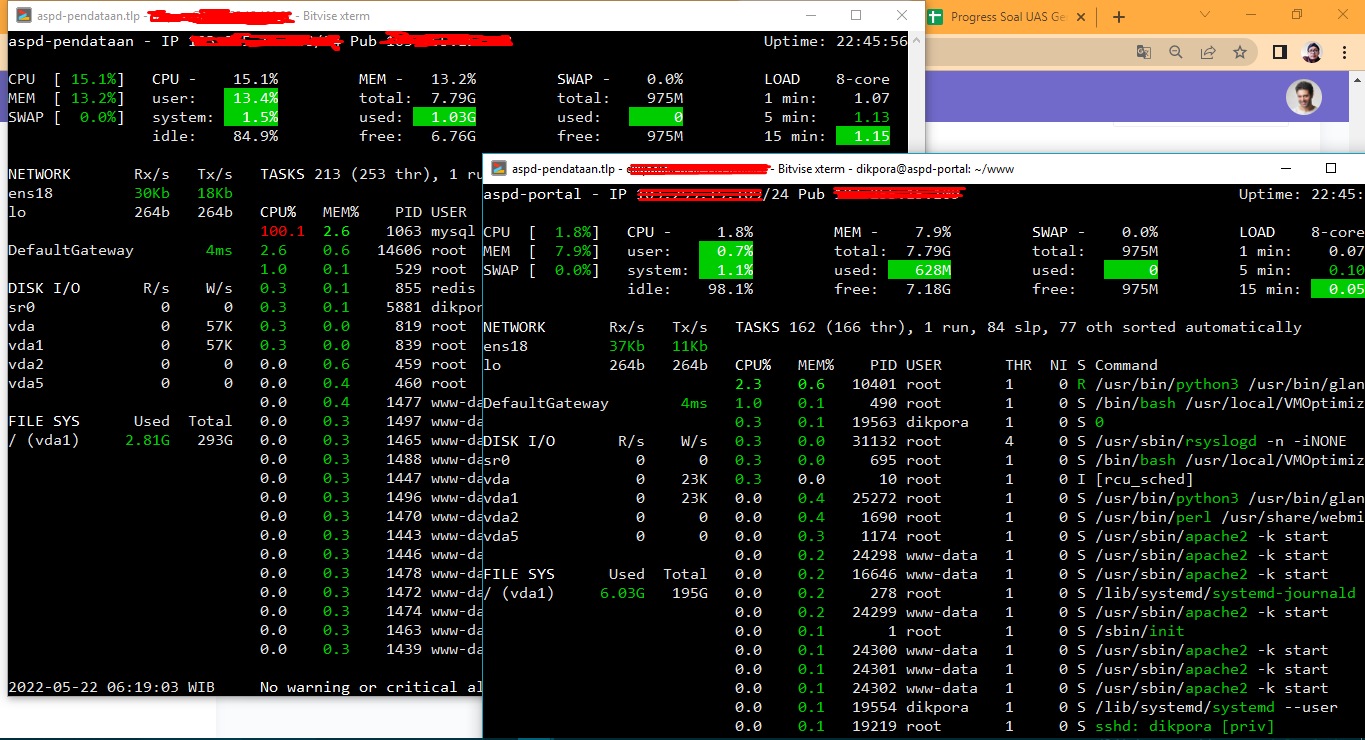 aspd-pendataan.tlp -
- Bitvise xterm
Progress Soal UAS Ge
aspd-pendataan - IP Pub Uptime: 22:45:56
CPU [ 15.1%] CPU - 15.1% MEM - 13.2% SWAP - 0.0% LOAD 8-core
MEM [ 13.2%] user: 13.4% total: 7.79G total: 975M 1 min: 1.07
SWAP [ 0.0%] system: 1.5% used: 1.03G used: 0 5 min: 1.13
idle: 84.9% free: 6.76G free: 975M 15 min: 1.15
NETWORK Rx/s Tx/s TASKS 213 (253 thr), 1 ru
ens18 30Kb 18Kb
lo 264b 264b CPU% MEM% PID USER
100.1 2.6 1063 mysql
DefaultGateway 4ms 2.6 0.6 14606 root
1.0 0.1 529 root
DISK I/O R/s W/s 0.3 0.1 855 redis
sr0 0 0 0.3 0.1 5881 dikpor
vda 0 57K 0.3 0.0 819 root
vda1 0 57K 0.3 0.0 839 root
vda2 0 0 0.0 0.6 459 root
vda5 0 0 0.0 0.4 460 root
0.0 0.4 1477 www-da
FILE SYS Used Total 0.0 0.3 1497 www-da
/ (vda1) 2.81G 293G 0.0 0.3 1465 www-da
0.0 0.3 1488 www-da
0.0 0.3 1447 www-da
0.0 0.3 1496 www-da
0.0 0.3 1470 www-da
0.0 0.3 1443 www-da
0.0 0.3 1446 www-da
0.0 0.3 1478 www-da
0.0 0.3 1472 www-da
0.0 0.3 1474 www-da
0.0 0.3 1463 www-da
0.0 0.3 1439 www-da
2022-05-22 06:19:03 WIB No warning or critical al
aspd-pendataan.tlp - - Bitvise xterm - dikpora@aspd-portal: ~/www
aspd-portal - IP /24 Pub Uptime: 22:45:
CPU [ 1.8%] CPU - 1.8% MEM - 7.9% SWAP - 0.0% LOAD 8-core
MEM [ 7.9%] user: 0.7% total: 7.79G total: 975M 1 min: 0.07
SWAP [ 0.0%] system: 1.1% used: 628M used: 0 5 min: 0.10
idle: 98.1% free: 7.18G free: 975M 15 min: 0.05
NETWORK Rx/s Tx/s TASKS 162 (166 thr), 1 run, 84 slp, 77 oth sorted automatically
ens18 37Kb 11Kb
lo 264b 264b CPU% MEM% PID USER THR NI S Command
2.3 0.6 10401 root 1 0 R /usr/bin/python3 /usr/bin/glan
DefaultGateway 4ms 1.0 0.1 490 root 1 0 S /bin/bash /usr/local/VMOptimiz
0.3 0.1 19563 dikpora 1 0 S 0
DISK I/O R/s W/s 0.3 0.0 31132 root 4 0 S /usr/sbin/rsyslogd -n -iNONE
sr0 0 0 0.3 0.0 695 root 1 0 S /bin/bash /usr/local/VMOptimiz
vda 0 23K 0.3 0.0 10 root 1 0 I [rcu_sched]
vda1 0 23K 0.0 0.4 25272 root 1 0 S /usr/bin/python3 /usr/bin/glan
vda2 0 0 0.0 0.4 1690 root 1 0 S /usr/bin/perl /usr/share/webmi
vda5 0 0 0.0 0.3 1174 root 1 0 S /usr/sbin/apache2 -k start
0.0 0.2 24298 www-data 1 0 S /usr/sbin/apache2 -k start
FILE SYS Used Total 0.0 0.2 16646 www-data 1 0 S /usr/sbin/apache2 -k start
/ (vda1) 6.03G 195G 0.0 0.2 278 root 1 0 S /lib/systemd/systemd-journald
0.0 0.2 24299 www-data 1 0 S /usr/sbin/apache2 -k start
0.0 0.1 1 root 1 0 S /sbin/init
0.0 0.1 24300 www-data 1 0 S /usr/sbin/apache2 -k start
0.0 0.1 24301 www-data 1 0 S /usr/sbin/apache2 -k start
0.0 0.1 24302 www-data 1 0 S /usr/sbin/apache2 -k start
0.0 0.1 19554 dikpora 1 0 S /lib/systemd/systemd --user
0.0 0.1 19219 root 1 0 S sshd: dikpora [priv]